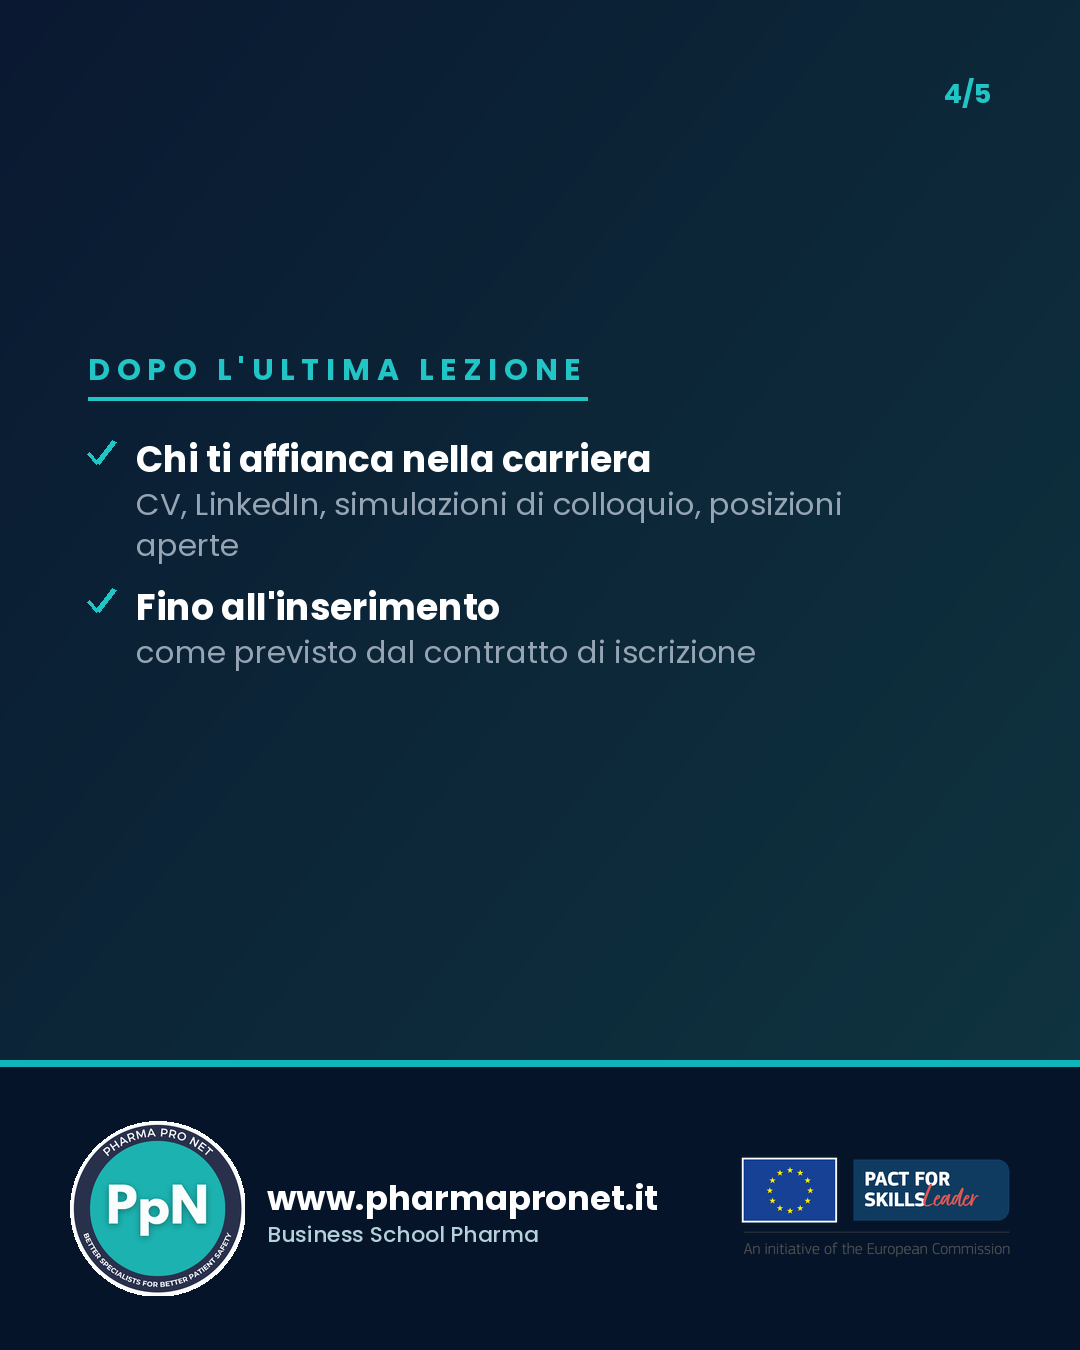 4/5
DOPO L'ULTIMA LEZIONE
Chi ti affianca nella carriera
CV, LinkedIn, simulazioni di colloquio, posizioni
aperte
Fino all'inserimento
come previsto dal contratto di iscrizione
PHARMA PRO NET
PpN
BETTER SPECIALISTS FOR BETTER PATIENT SAFETY
www.pharmapronet.it
Business School Pharma
PACT FOR
SKILLS Leader
An initiative of the European Commission